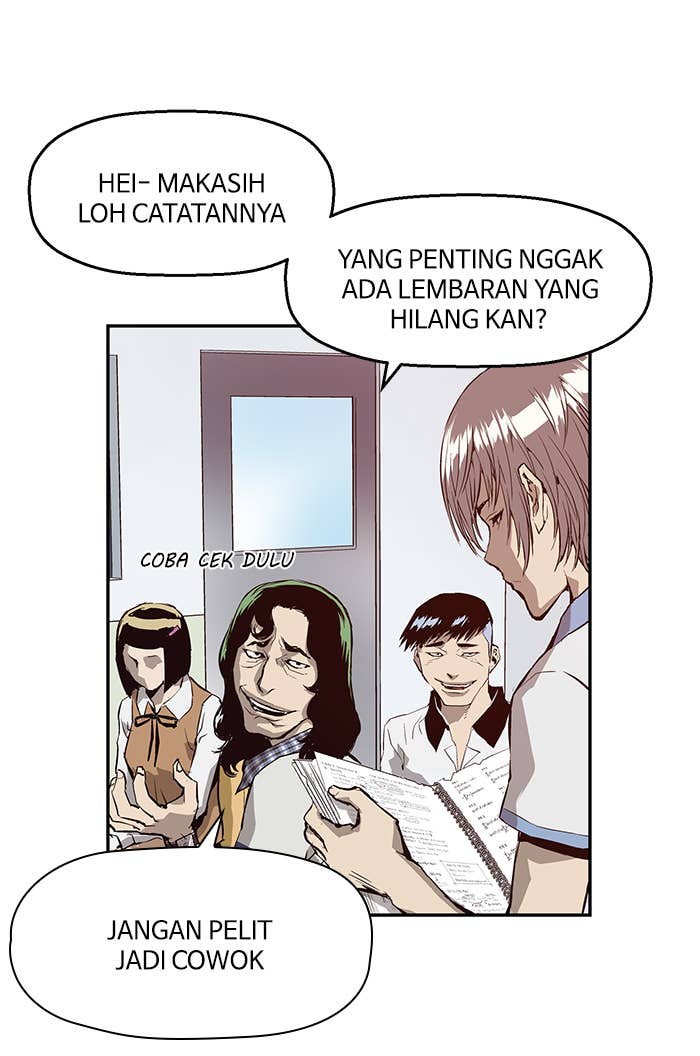 HEI- MAKASIH
LOH CATATANNYA
YANG PENTING NGGAK
ADA LEMBARAN YANG
HILANG KAN?
COBA CEK DULU
JANGAN PELIT
JADI COWOK